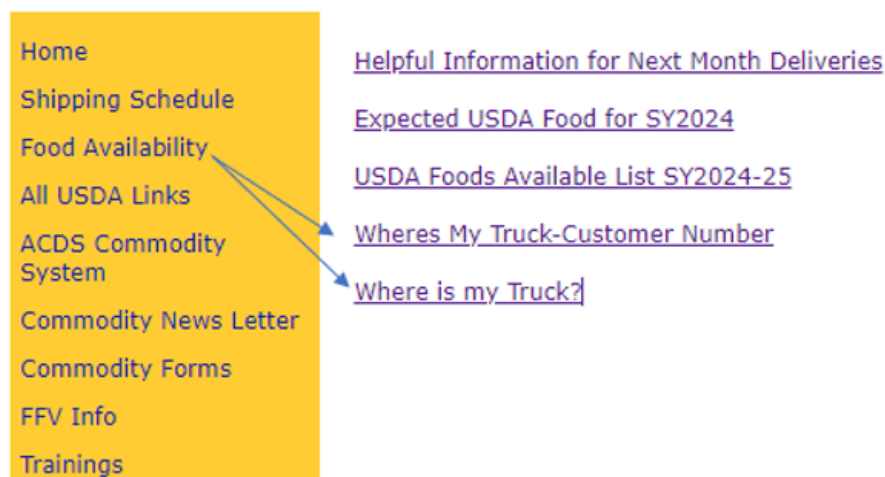 Home
Shipping Schedule
Food Availability
All USDA Links
ACDS Commodity
System
Commodity News Letter
Commodity Forms
FFV Info
Trainings
Helpful Information for Next Month Deliveries
Expected USDA Food for SY2024
USDA Foods Available List SY2024-25
Wheres My Truck-Customer Number
Where is my Truck?